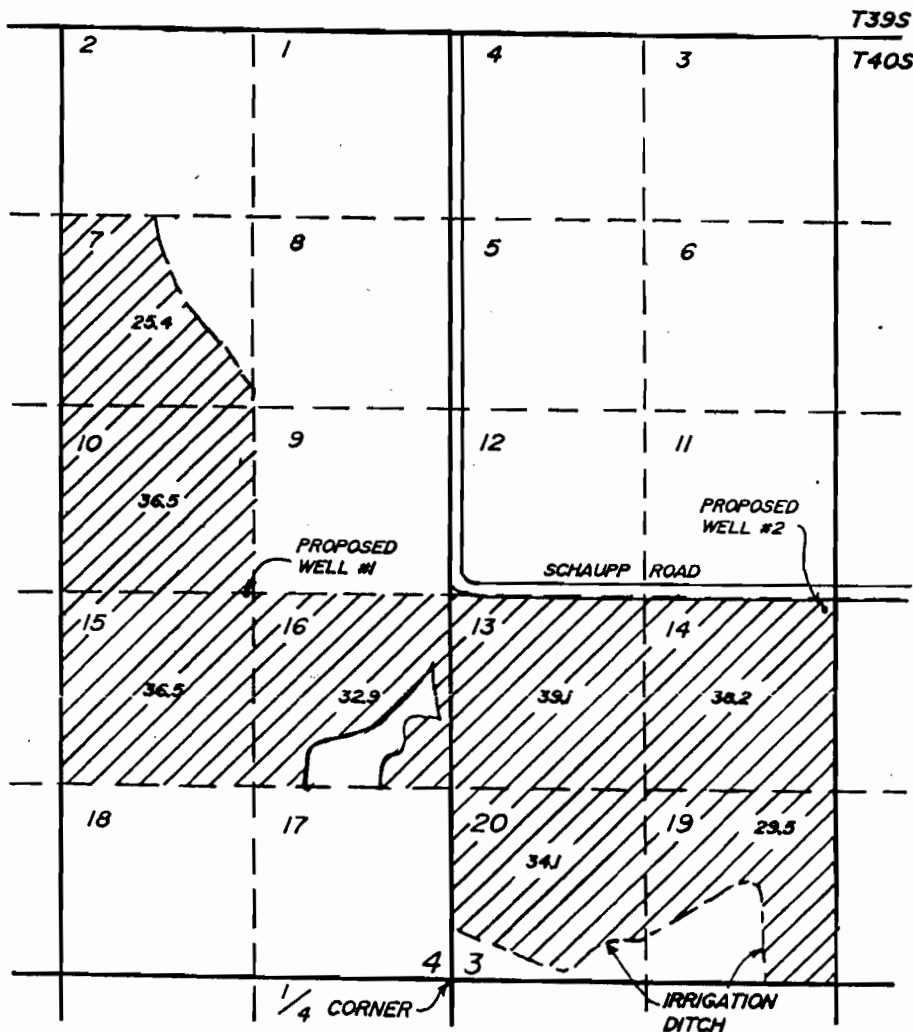 T39S
2 1 4 3 T40S
7 8 5 6
25.4
10 9 12 11
36.5
PROPOSED
WELL #2
PROPOSED
WELL #1
SCHAUPP ROAD
15 16 13 14
36.5 32.9 39.1 38.2
18 17 20 19 29.5
34.1
4 3
1/4 CORNER
IRRIGATION
DITCH